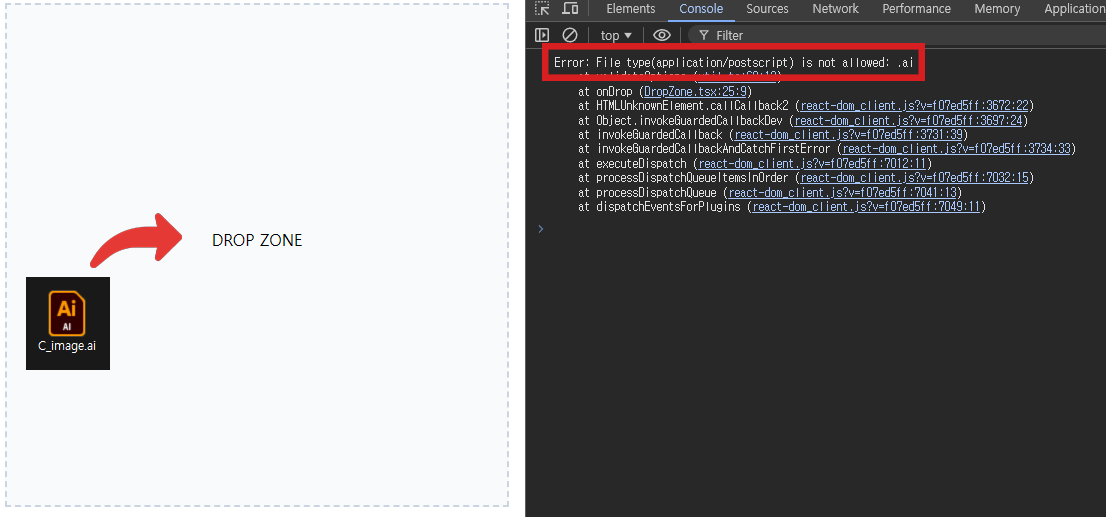 DROP ZONE
Ai
AI
C_image.ai
Elements Console Sources Network Performance Memory Application
top Filter
Error: File type(application/postscript) is not allowed: .ai
at validateOptions
at onDrop (DropZone.tsx:25:9)
at HTMLUnknownElement.callCallback2 (react-dom_client.js?v=f07ed5ff:3672:22)
at Object.invokeGuardedCallbackDev (react-dom_client.js?v=f07ed5ff:3697:24)
at invokeGuardedCallback (react-dom_client.js?v=f07ed5ff:3731:39)
at invokeGuardedCallbackAndCatchFirstError (react-dom_client.js?v=f07ed5ff:3734:33)
at executeDispatch (react-dom_client.js?v=f07ed5ff:7012:11)
at processDispatchQueueItemsInOrder (react-dom_client.js?v=f07ed5ff:7032:15)
at processDispatchQueue (react-dom_client.js?v=f07ed5ff:7041:13)
at dispatchEventsForPlugins (react-dom_client.js?v=f07ed5ff:7049:11)